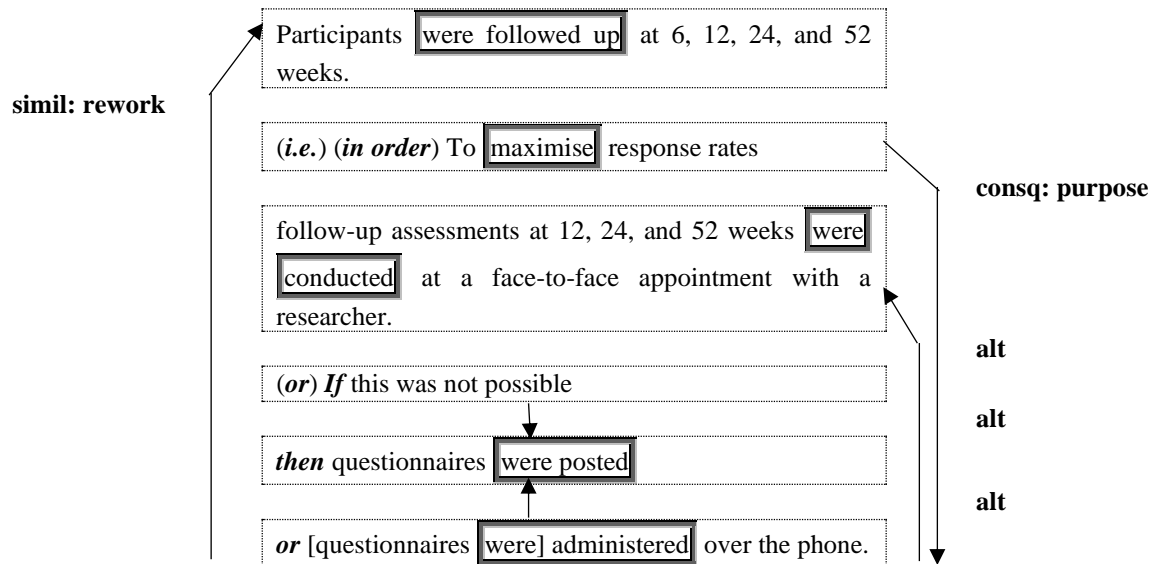 Participants were followed up at 6, 12, 24, and 52
weeks.
simil: rework
(i.e.) (in order) To maximise response rates
consq: purpose
follow-up assessments at 12, 24, and 52 weeks were
conducted at a face-to-face appointment with a
researcher.
alt
(or) If this was not possible
alt
then questionnaires were posted
alt
or [questionnaires were] administered over the phone.